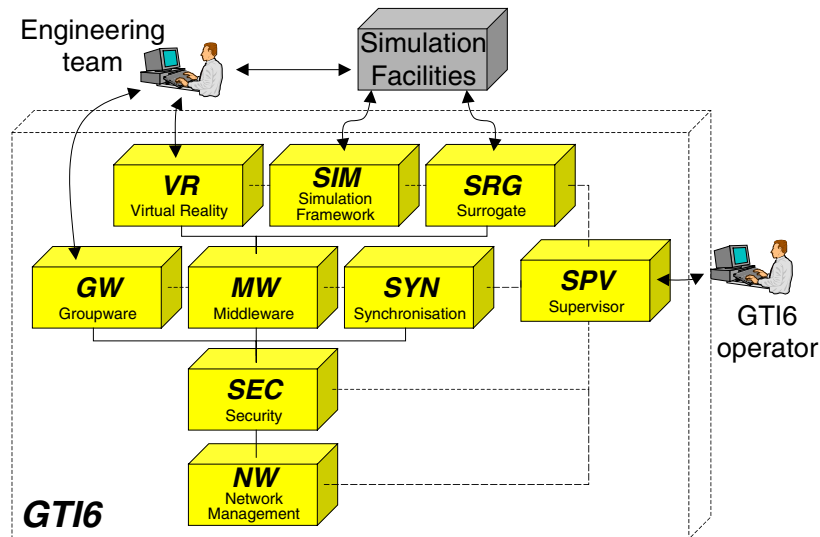 Engineering
team
Simulation
Facilities
VR
Virtual Reality
SIM
Simulation
Framework
SRG
Surrogate
GW
Groupware
MW
Middleware
SYN
Synchronisation
SPV
Supervisor
GTI6
operator
SEC
Security
NW
Network
Management
GTI6